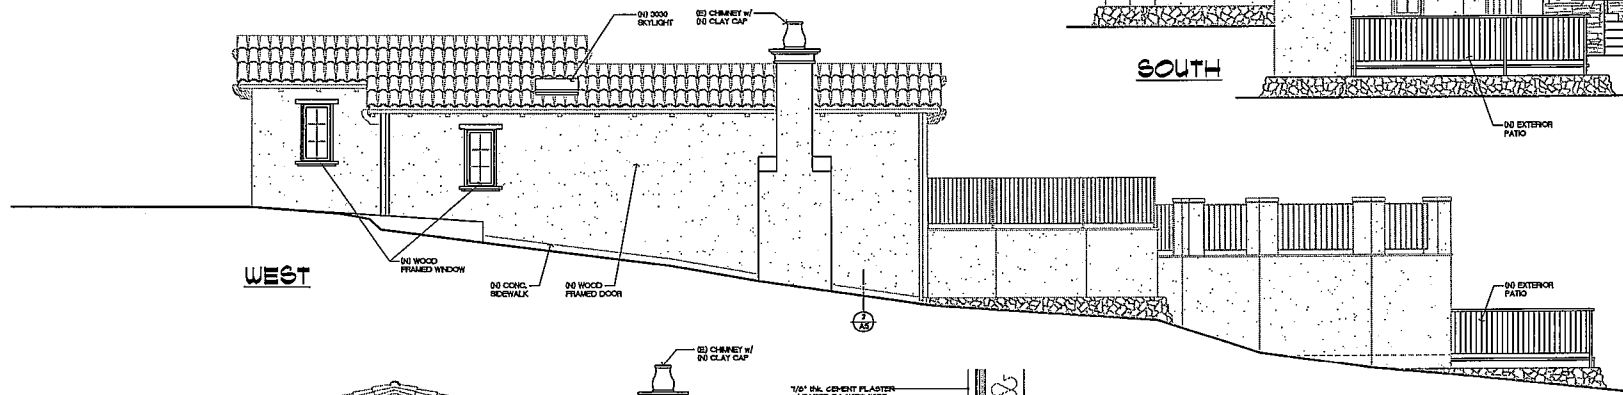 (N) 3030
SKYLIGHT
(E) CHIMNEY w/
(N) CLAY CAP
SOUTH
(N) EXTERIOR
PATIO
WEST
(N) WOOD
FRAMED WINDOW
(N) CONC.
SIDEWALK
(N) WOOD
FRAMED DOOR
2
A5
(N) EXTERIOR
PATIO
(E) CHIMNEY w/
(N) CLAY CAP
7/8" thk. CEMENT PLASTER